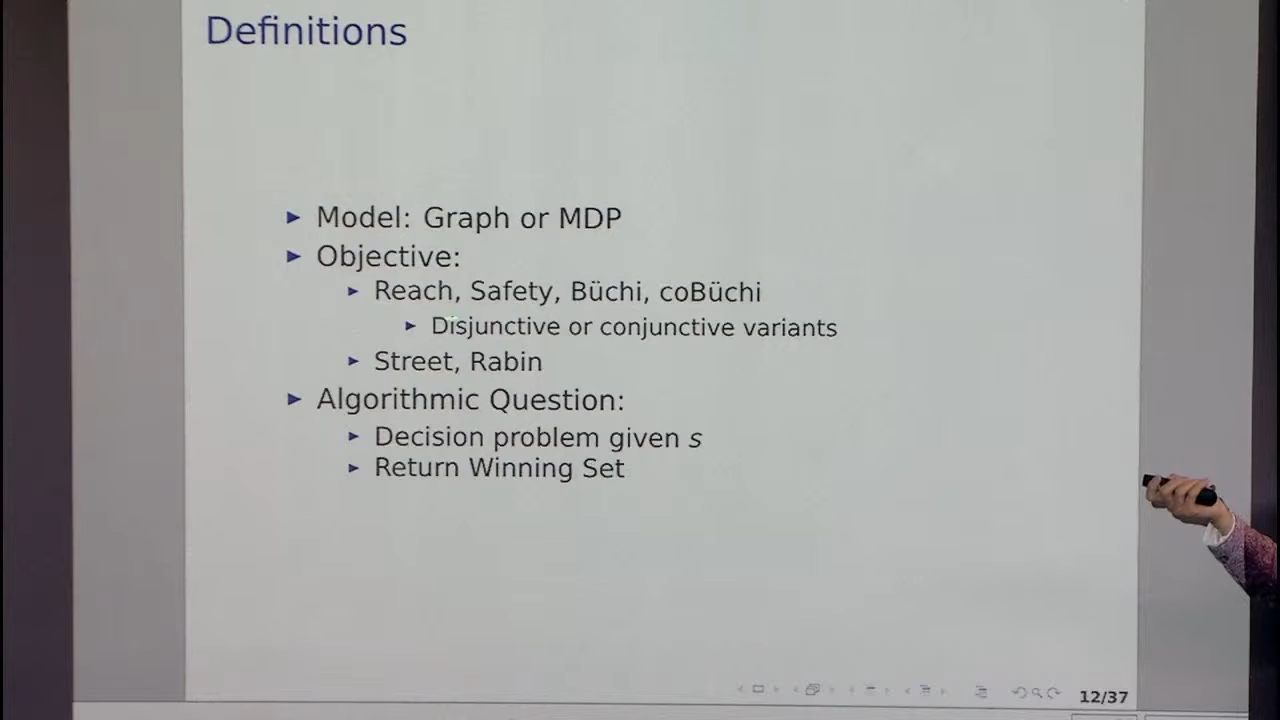 Definitions
Model: Graph or MDP
Objective:
Reach, Safety, Büchi, coBüchi
Disjunctive or conjunctive variants
Street, Rabin
Algorithmic Question:
Decision problem given s
Return Winning Set
12/37